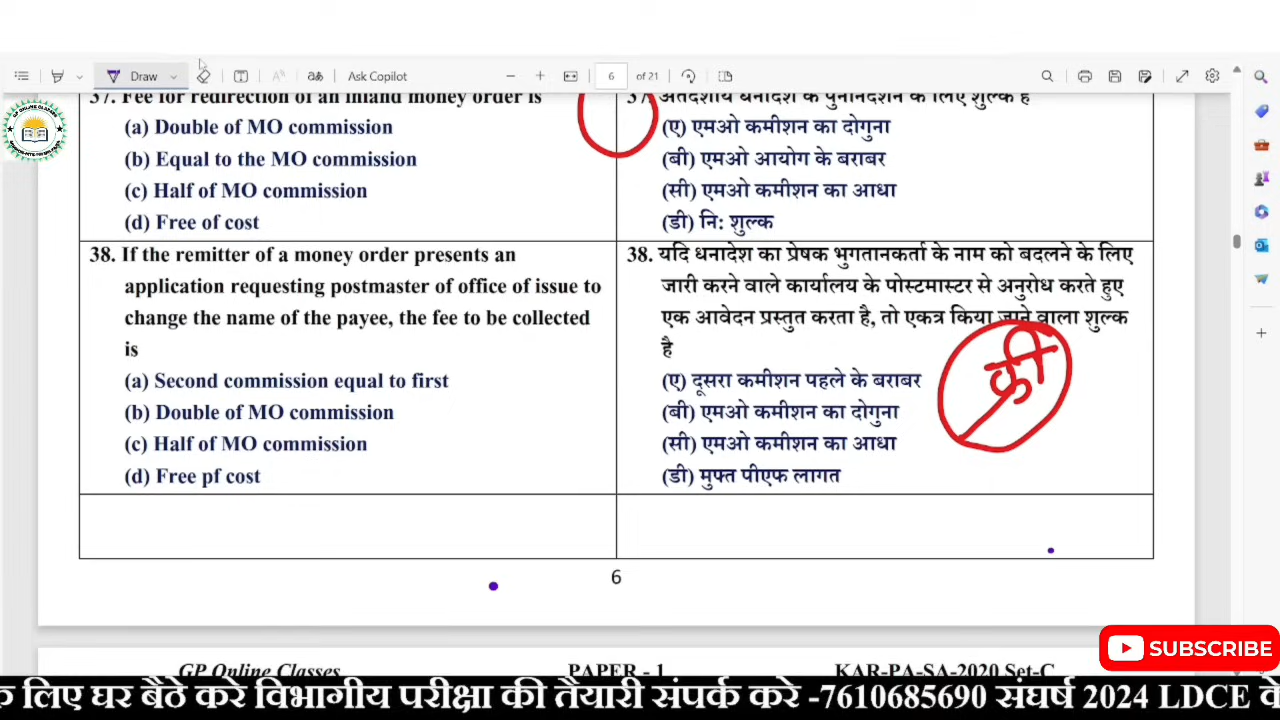 Draw
Ask Copilot
6 of 21
37. Fee for redirection of an inland money order is
(a) Double of MO commission
(b) Equal to the MO commission
(c) Half of MO commission
(d) Free of cost
37. अंतर्देशीय धनादेश के पुनर्निर्देशन के लिए शुल्क है
(ए) एमओ कमीशन का दोगुना
(बी) एमओ आयोग के बराबर
(सी) एमओ कमीशन का आधा
(डी) नि: शुल्क
38. If the remitter of a money order presents an
application requesting postmaster of office of issue to
change the name of the payee, the fee to be collected
is
(a) Second commission equal to first
(b) Double of MO commission
(c) Half of MO commission
(d) Free pf cost
38. यदि धनादेश का प्रेषक भुगतानकर्ता के नाम को बदलने के लिए
जारी करने वाले कार्यालय के पोस्टमास्टर से अनुरोध करते हुए
एक आवेदन प्रस्तुत करता है, तो एकत्र किया जाने वाला शुल्क
है
(ए) दूसरा कमीशन पहले के बराबर
(बी) एमओ कमीशन का दोगुना
(सी) एमओ कमीशन का आधा
(डी) मुफ्त पीएफ लागत
फ्री
6
SUBSCRIBE
GP Online Classes PAPER - 1 KAR-PA-SA-2020 Set-C
के लिए घर बैठे करे विभागीय परीक्षा की तैयारी संपर्क करे -7610685690 संघर्ष 2024 LDCE के